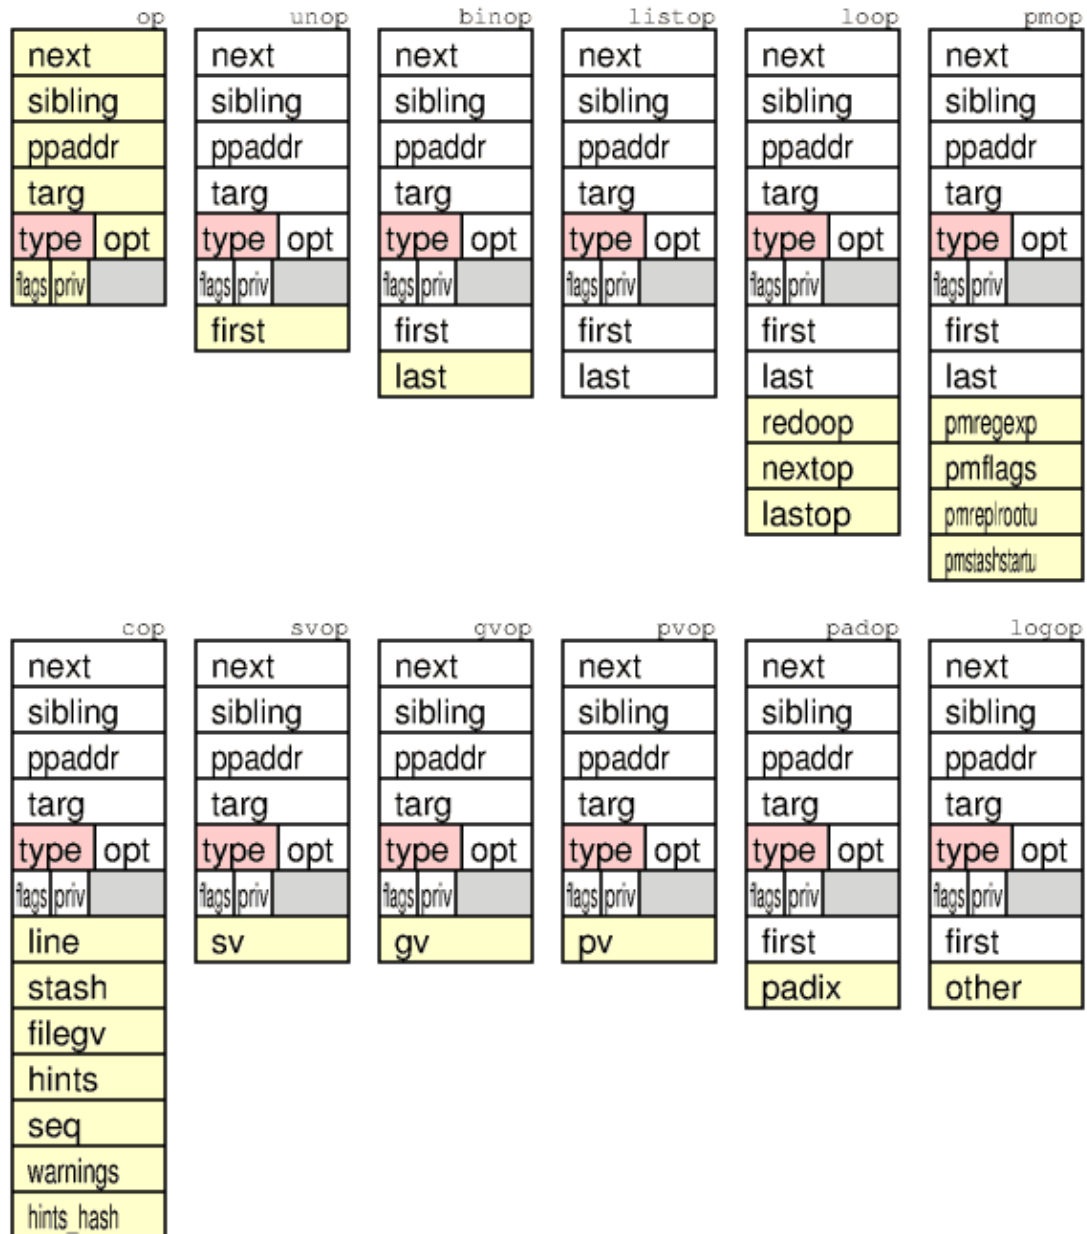 op unop binop listop loop pmop
next next next next next next
sibling sibling sibling sibling sibling sibling
ppaddr ppaddr ppaddr ppaddr ppaddr ppaddr
targ targ targ targ targ targ
type opt type opt type opt type opt type opt type opt
flags priv flags priv flags priv flags priv flags priv flags priv
first first first first first
last last last last
redoop pmregexp
nextop pmflags
lastop pmreplrootu
pmstashstartu
cop svop gvop pvop padop logop
next next next next next next
sibling sibling sibling sibling sibling sibling
ppaddr ppaddr ppaddr ppaddr ppaddr ppaddr
targ targ targ targ targ targ
type opt type opt type opt type opt type opt type opt
flags priv flags priv flags priv flags priv flags priv flags priv
line sv gv pv first first
stash padix other
filegv
hints
seq
warnings
hints_hash